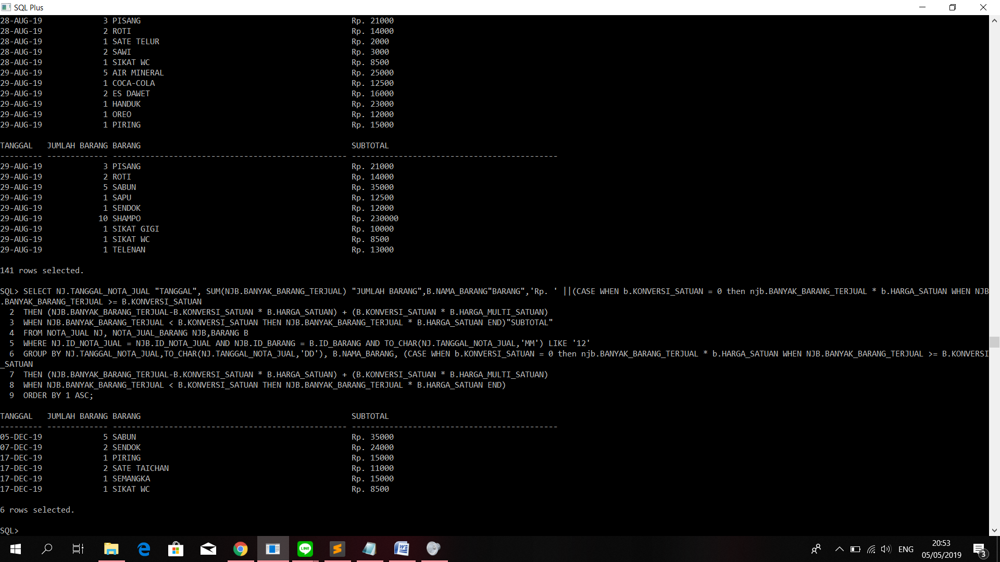 SQL Plus
28-AUG-19 3 PISANG Rp. 21000
28-AUG-19 2 ROTI Rp. 14000
28-AUG-19 1 SATE TELUR Rp. 2000
28-AUG-19 2 SAWI Rp. 3000
28-AUG-19 1 SIKAT WC Rp. 8500
29-AUG-19 5 AIR MINERAL Rp. 25000
29-AUG-19 1 COCA-COLA Rp. 12500
29-AUG-19 2 ES DAWET Rp. 16000
29-AUG-19 1 HANDUK Rp. 23000
29-AUG-19 1 OREO Rp. 12000
29-AUG-19 1 PIRING Rp. 15000
TANGGAL JUMLAH BARANG BARANG SUBTOTAL
--------- ------------- -------------------------------------------------- --------------------------------------------
29-AUG-19 3 PISANG Rp. 21000
29-AUG-19 2 ROTI Rp. 14000
29-AUG-19 5 SABUN Rp. 35000
29-AUG-19 1 SAPU Rp. 12500
29-AUG-19 1 SENDOK Rp. 12000
29-AUG-19 10 SHAMPO Rp. 230000
29-AUG-19 1 SIKAT GIGI Rp. 10000
29-AUG-19 1 SIKAT WC Rp. 8500
29-AUG-19 1 TELENAN Rp. 13000
141 rows selected.
SQL> SELECT NJ.TANGGAL_NOTA_JUAL "TANGGAL", SUM(NJB.BANYAK_BARANG_TERJUAL) "JUMLAH BARANG",B.NAMA_BARANG"BARANG",'Rp. ' ||(CASE WHEN b.KONVERSI_SATUAN = 0 then njb.BANYAK_BARANG_TERJUAL * b.HARGA_SATUAN WHEN NJB
.BANYAK_BARANG_TERJUAL >= B.KONVERSI_SATUAN
2 THEN (NJB.BANYAK_BARANG_TERJUAL-B.KONVERSI_SATUAN * B.HARGA_SATUAN) + (B.KONVERSI_SATUAN * B.HARGA_MULTI_SATUAN)
3 WHEN NJB.BANYAK_BARANG_TERJUAL < B.KONVERSI_SATUAN THEN NJB.BANYAK_BARANG_TERJUAL * B.HARGA_SATUAN END)"SUBTOTAL"
4 FROM NOTA_JUAL NJ, NOTA_JUAL_BARANG NJB,BARANG B
5 WHERE NJ.ID_NOTA_JUAL = NJB.ID_NOTA_JUAL AND NJB.ID_BARANG = B.ID_BARANG AND TO_CHAR(NJ.TANGGAL_NOTA_JUAL,'MM') LIKE '12'
6 GROUP BY NJ.TANGGAL_NOTA_JUAL,TO_CHAR(NJ.TANGGAL_NOTA_JUAL,'DD'), B.NAMA_BARANG, (CASE WHEN b.KONVERSI_SATUAN = 0 then njb.BANYAK_BARANG_TERJUAL * b.HARGA_SATUAN WHEN NJB.BANYAK_BARANG_TERJUAL >= B.KONVERSI
_SATUAN
7 THEN (NJB.BANYAK_BARANG_TERJUAL-B.KONVERSI_SATUAN * B.HARGA_SATUAN) + (B.KONVERSI_SATUAN * B.HARGA_MULTI_SATUAN)
8 WHEN NJB.BANYAK_BARANG_TERJUAL < B.KONVERSI_SATUAN THEN NJB.BANYAK_BARANG_TERJUAL * B.HARGA_SATUAN END)
9 ORDER BY 1 ASC;
TANGGAL JUMLAH BARANG BARANG SUBTOTAL
--------- ------------- -------------------------------------------------- --------------------------------------------
05-DEC-19 5 SABUN Rp. 35000
07-DEC-19 2 SENDOK Rp. 24000
17-DEC-19 1 PIRING Rp. 15000
17-DEC-19 2 SATE TAICHAN Rp. 11000
17-DEC-19 1 SEMANGKA Rp. 15000
17-DEC-19 1 SIKAT WC Rp. 8500
6 rows selected.
SQL>
LINE
ENG
20:53
05/05/2019
3